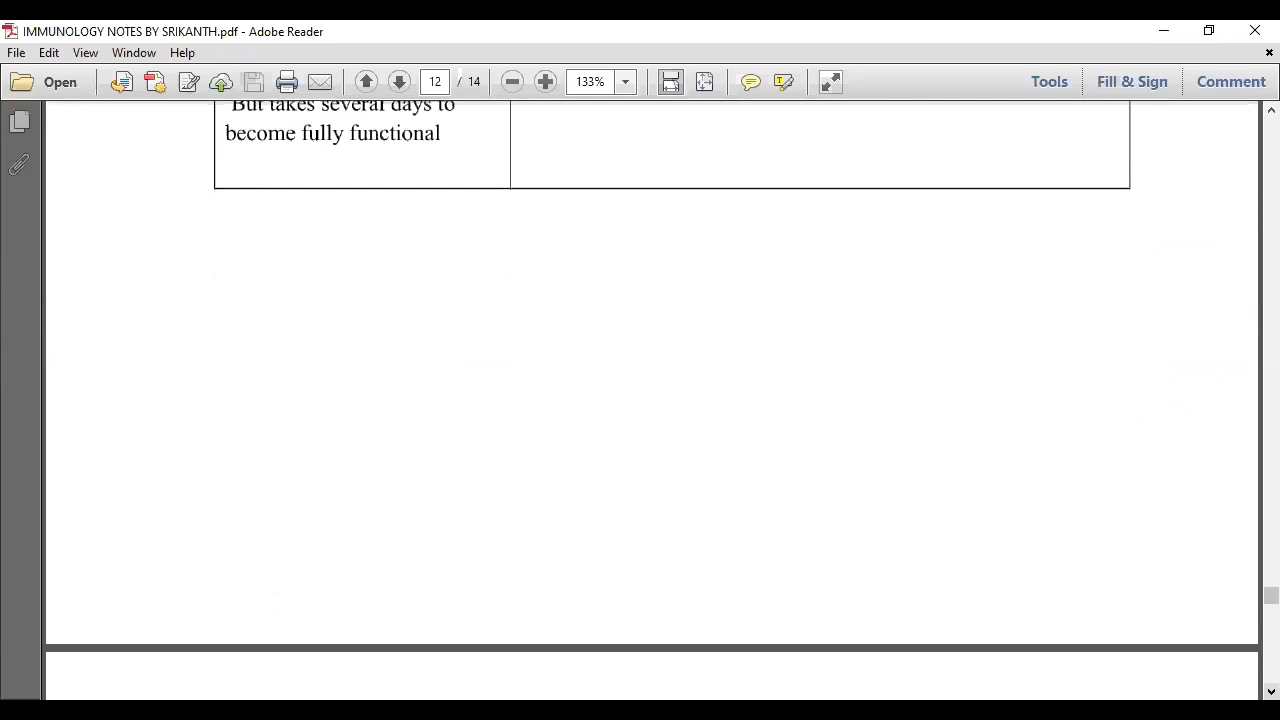 IMMUNOLOGY NOTES BY SRIKANTH.pdf - Adobe Reader
File Edit View Window Help
Open 12 / 14 133% Tools Fill & Sign Comment
But takes several days to
become fully functional